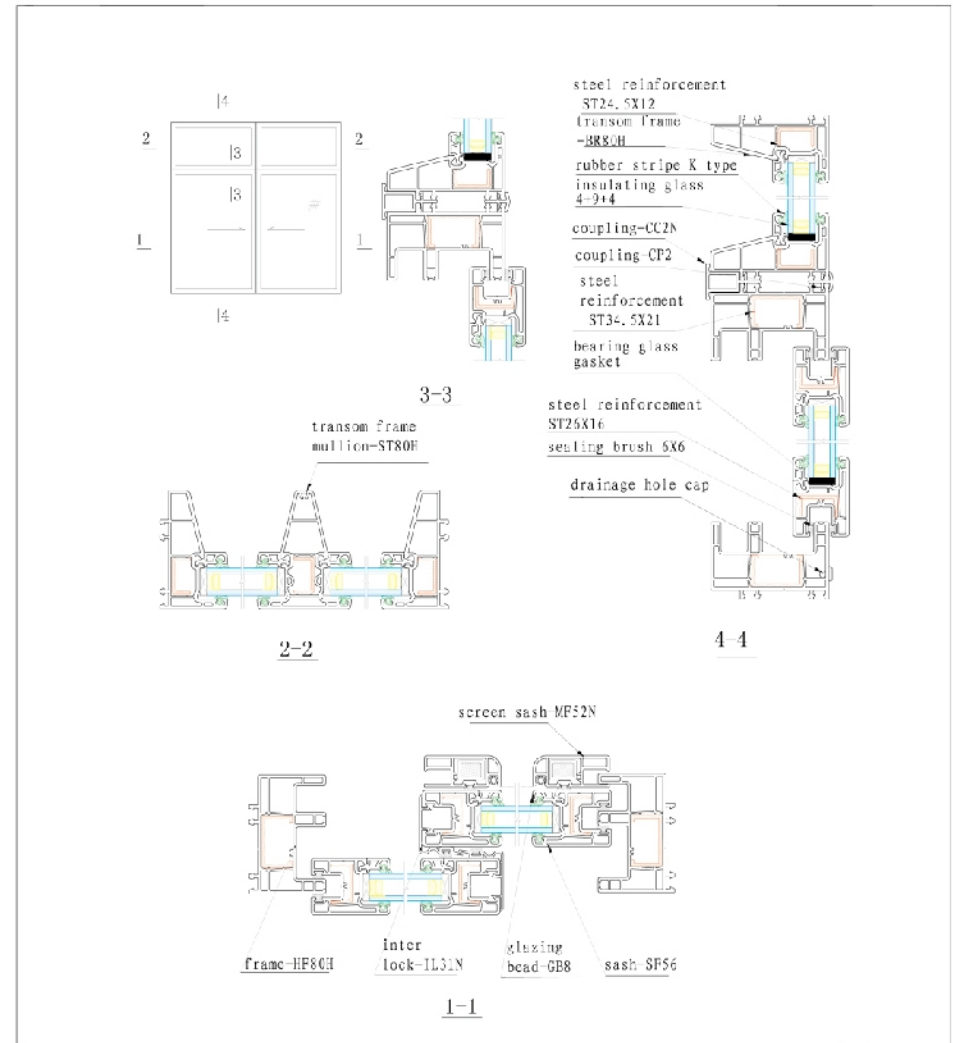 4
2
2
3
3
1
1
4
3-3
steel reinforcement
ST24.5X12
transom frame
-BR80H
rubber stripe K type
insulating glass
4-9+4
coupling-CC2N
coupling-CP2
steel
reinforcement
ST34.5X21
bearing glass
gasket
steel reinforcement
ST26X16
sealing brush 6X6
drainage hole cap
4-4
transom frame
mullion-ST80H
2-2
screen sash-MF52N
frame-HF80H
inter
lock-IL31N
glazing
bead-GB8
sash-SF56
1-1